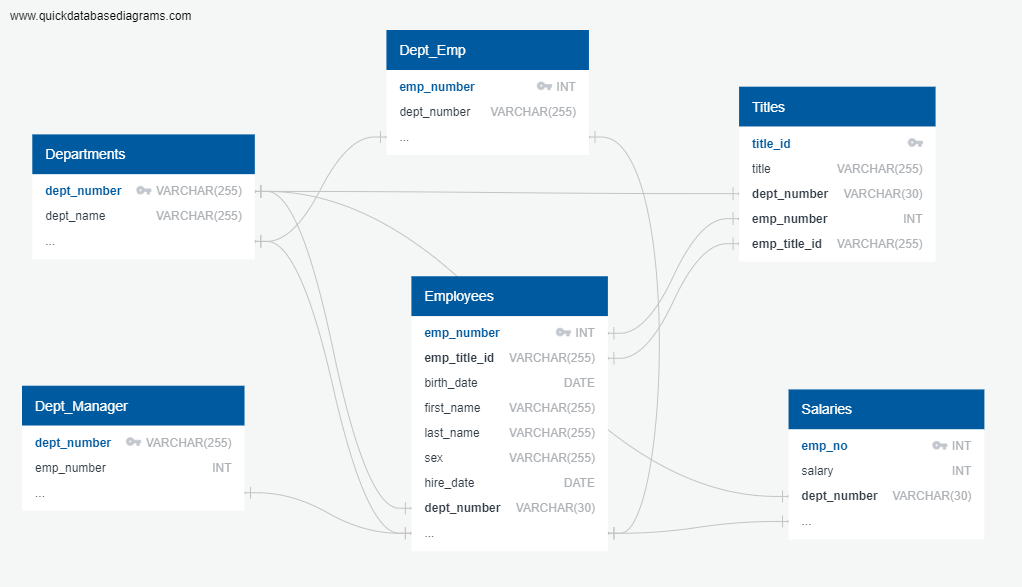 www.quickdatabasediagrams.com
Dept_Emp
emp_number INT
dept_number VARCHAR(255)
...
Titles
title_id
title VARCHAR(255)
dept_number VARCHAR(30)
emp_number INT
emp_title_id VARCHAR(255)
Departments
dept_number VARCHAR(255)
dept_name VARCHAR(255)
...
Employees
emp_number INT
emp_title_id VARCHAR(255)
birth_date DATE
first_name VARCHAR(255)
last_name VARCHAR(255)
sex VARCHAR(255)
hire_date DATE
dept_number VARCHAR(30)
...
Dept_Manager
dept_number VARCHAR(255)
emp_number INT
...
Salaries
emp_no INT
salary INT
dept_number VARCHAR(30)
...